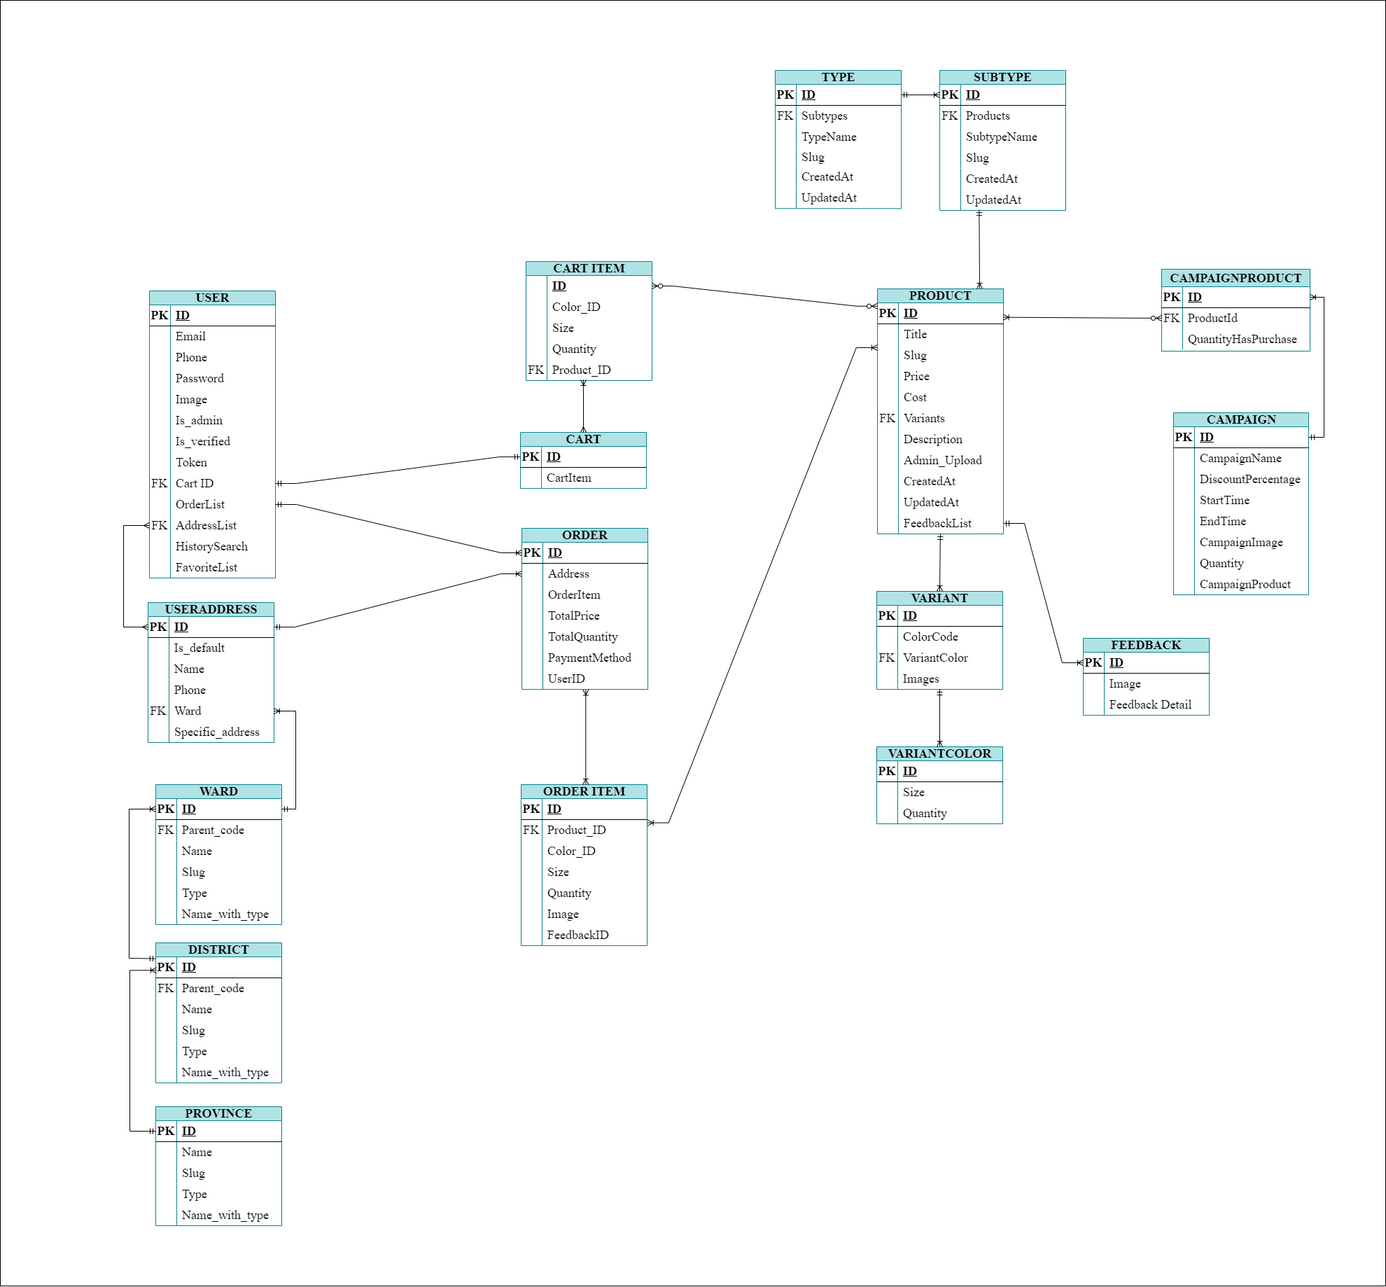 TYPE
PK ID
FK Subtypes
TypeName
Slug
CreatedAt
UpdatedAt
SUBTYPE
PK ID
FK Products
SubtypeName
Slug
CreatedAt
UpdatedAt
CART ITEM
ID
Color_ID
Size
Quantity
FK Product_ID
CAMPAIGNPRODUCT
PK ID
FK ProductId
QuantityHasPurchase
USER
PK ID
Email
Phone
Password
Image
Is_admin
Is_verified
Token
FK Cart ID
OrderList
FK AddressList
HistorySearch
FavoriteList
PRODUCT
PK ID
Title
Slug
Price
Cost
FK Variants
Description
Admin_Upload
CreatedAt
UpdatedAt
FeedbackList
CAMPAIGN
PK ID
CampaignName
DiscountPercentage
StartTime
EndTime
CampaignImage
Quantity
CampaignProduct
CART
PK ID
CartItem
ORDER
PK ID
Address
OrderItem
TotalPrice
TotalQuantity
PaymentMethod
UserID
VARIANT
PK ID
ColorCode
FK VariantColor
Images
USERADDRESS
PK ID
Is_default
Name
Phone
FK Ward
Specific_address
FEEDBACK
PK ID
Image
Feedback Detail
VARIANTCOLOR
PK ID
Size
Quantity
WARD
PK ID
FK Parent_code
Name
Slug
Type
Name_with_type
ORDER ITEM
PK ID
FK Product_ID
Color_ID
Size
Quantity
Image
FeedbackID
DISTRICT
PK ID
FK Parent_code
Name
Slug
Type
Name_with_type
PROVINCE
PK ID
Name
Slug
Type
Name_with_type